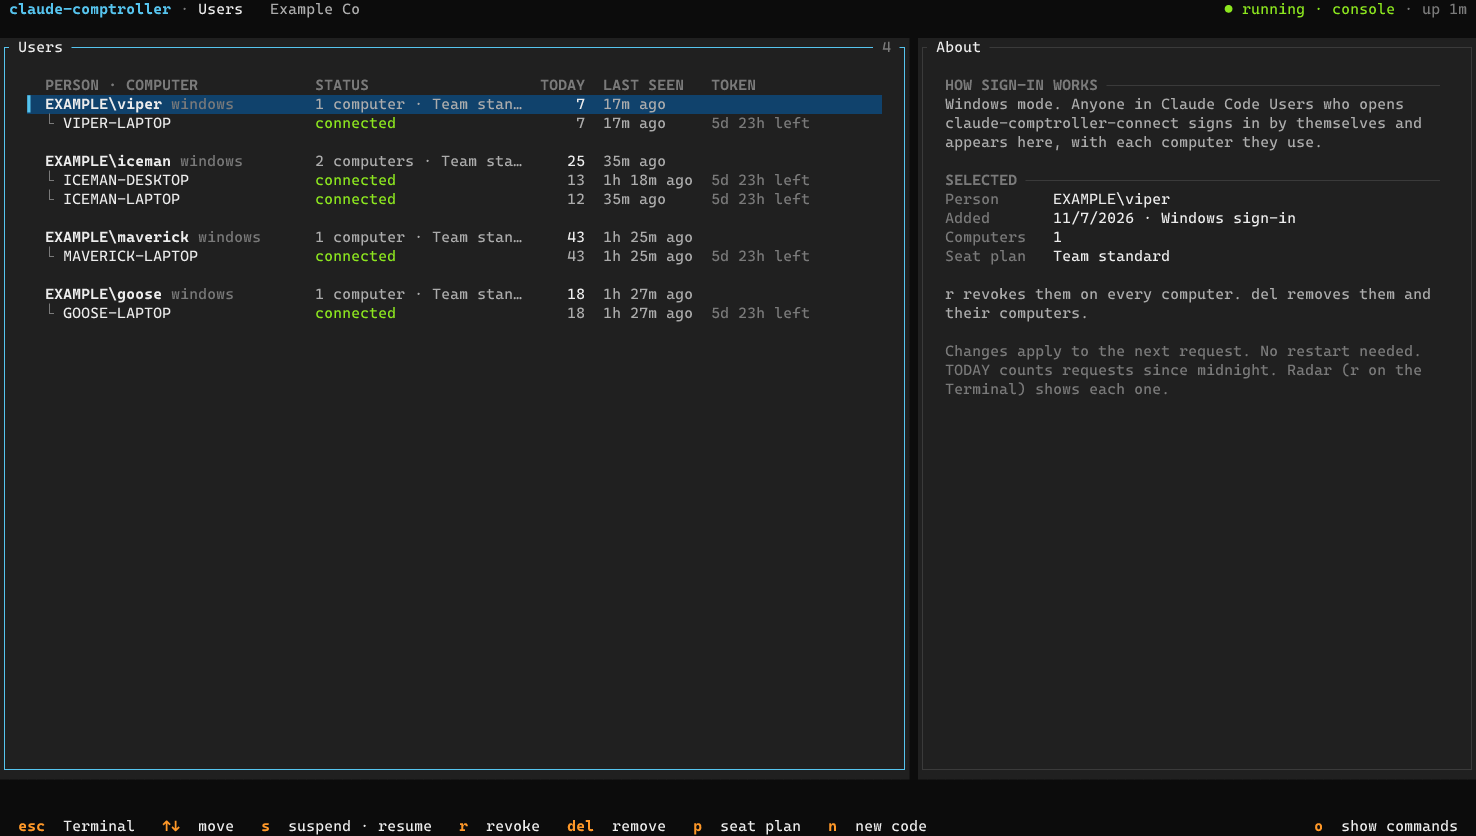 claude-comptroller · Users   Example Co   ● running · console · up 1m
Users   4
PERSON · COMPUTER   STATUS   TODAY   LAST SEEN   TOKEN
EXAMPLE\viper windows   1 computer · Team stan…   7   17m ago
└ VIPER-LAPTOP   connected   7   17m ago   5d 23h left
EXAMPLE\iceman windows   2 computers · Team sta…   25   35m ago
└ ICEMAN-DESKTOP   connected   13   1h 18m ago   5d 23h left
└ ICEMAN-LAPTOP   connected   12   35m ago   5d 23h left
EXAMPLE\maverick windows   1 computer · Team stan…   43   1h 25m ago
└ MAVERICK-LAPTOP   connected   43   1h 25m ago   5d 23h left
EXAMPLE\goose windows   1 computer · Team stan…   18   1h 27m ago
└ GOOSE-LAPTOP   connected   18   1h 27m ago   5d 23h left
About
HOW SIGN-IN WORKS
Windows mode. Anyone in Claude Code Users who opens
claude-comptroller-connect signs in by themselves and
appears here, with each computer they use.
SELECTED
Person   EXAMPLE\viper
Added   11/7/2026 · Windows sign-in
Computers   1
Seat plan   Team standard
r revokes them on every computer. del removes them and
their computers.
Changes apply to the next request. No restart needed.
TODAY counts requests since midnight. Radar (r on the
Terminal) shows each one.
esc   Terminal   ↑↓   move   s   suspend · resume   r   revoke   del   remove   p   seat plan   n   new code   o   show commands